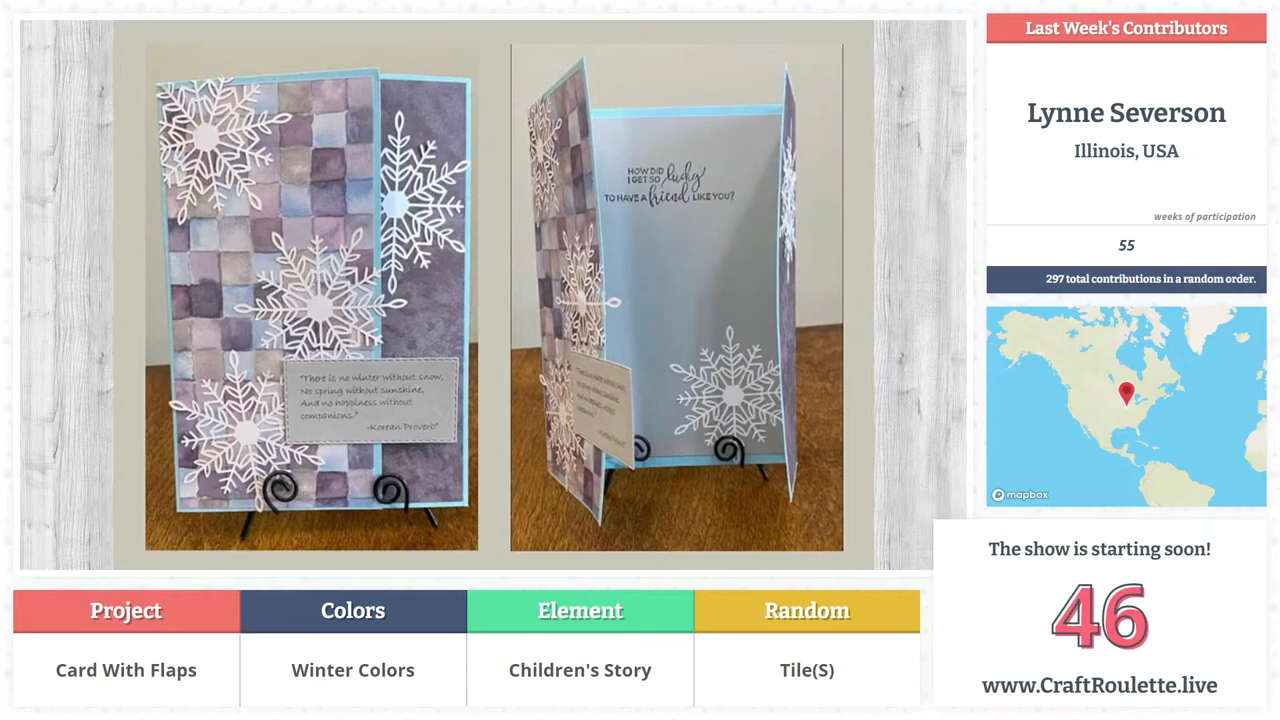 Last Week's Contributors
Lynne Severson
Illinois, USA
weeks of participation
55
297 total contributions in a random order.
HOW DID
I GET SO lucky
TO HAVE A friend LIKE YOU?
"There is no winter without snow,
No spring without sunshine,
And no happiness without
companions."
-Korean Proverb"
mapbox
The show is starting soon!
46
www.CraftRoulette.live
Project
Colors
Element
Random
Card With Flaps
Winter Colors
Children's Story
Tile(S)